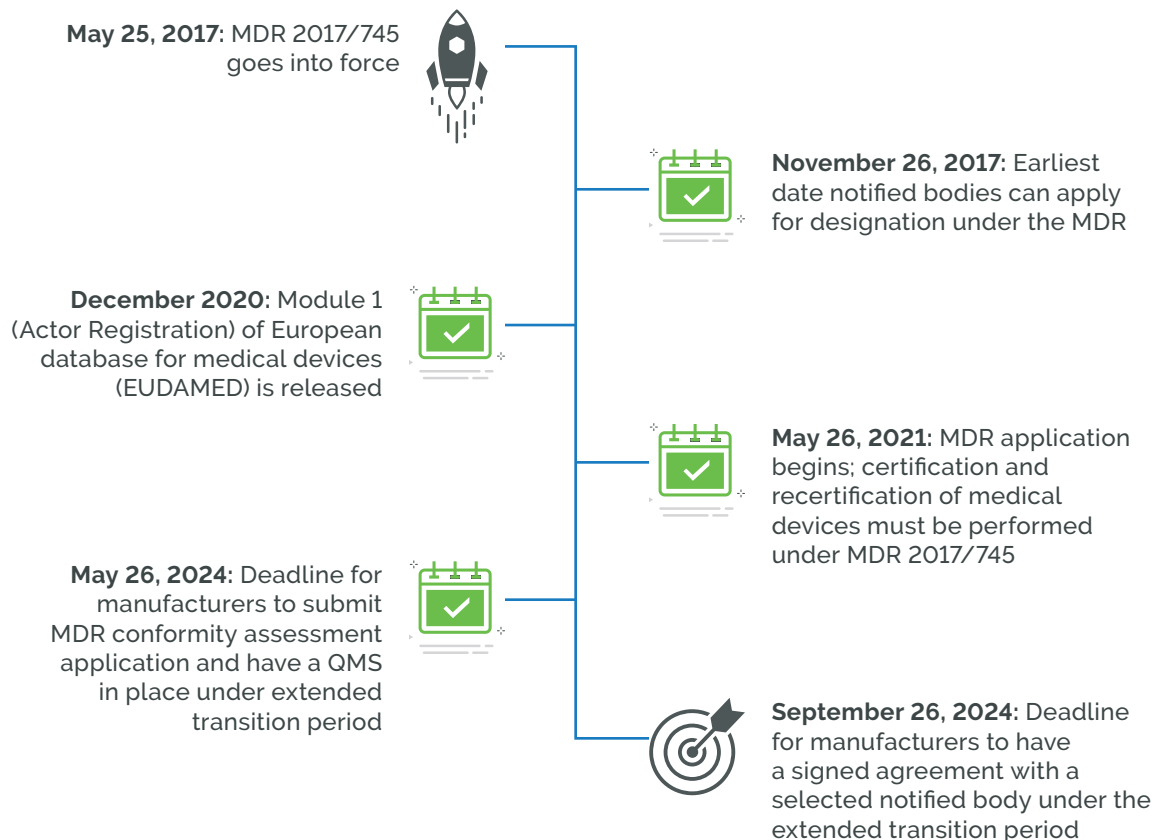 May 25, 2017: MDR 2017/745
goes into force
November 26, 2017: Earliest
date notified bodies can apply
for designation under the MDR
December 2020: Module 1
(Actor Registration) of European
database for medical devices
(EUDAMED) is released
May 26, 2021: MDR application
begins; certification and
recertification of medical
devices must be performed
under MDR 2017/745
May 26, 2024: Deadline for
manufacturers to submit
MDR conformity assessment
application and have a QMS
in place under extended
transition period
September 26, 2024: Deadline
for manufacturers to have
a signed agreement with a
selected notified body under the
extended transition period